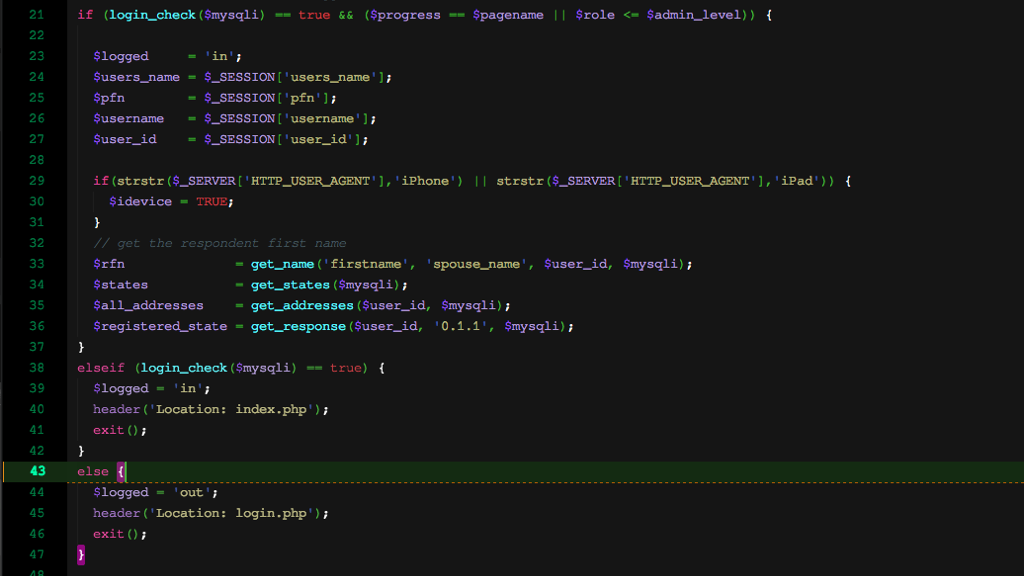 21 if (login_check($mysqli) == true && ($progress == $pagename || $role <= $admin_level)) {
22
23 $logged = 'in';
24 $users_name = $_SESSION['users_name'];
25 $pfn = $_SESSION['pfn'];
26 $username = $_SESSION['username'];
27 $user_id = $_SESSION['user_id'];
28
29 if(strstr($_SERVER['HTTP_USER_AGENT'],'iPhone') || strstr($_SERVER['HTTP_USER_AGENT'],'iPad')) {
30 $idevice = TRUE;
31 }
32 // get the respondent first name
33 $rfn = get_name('firstname', 'spouse_name', $user_id, $mysqli);
34 $states = get_states($mysqli);
35 $all_addresses = get_addresses($user_id, $mysqli);
36 $registered_state = get_response($user_id, '0.1.1', $mysqli);
37 }
38 elseif (login_check($mysqli) == true) {
39 $logged = 'in';
40 header('Location: index.php');
41 exit();
42 }
43 else {
44 $logged = 'out';
45 header('Location: login.php');
46 exit();
47 }
48